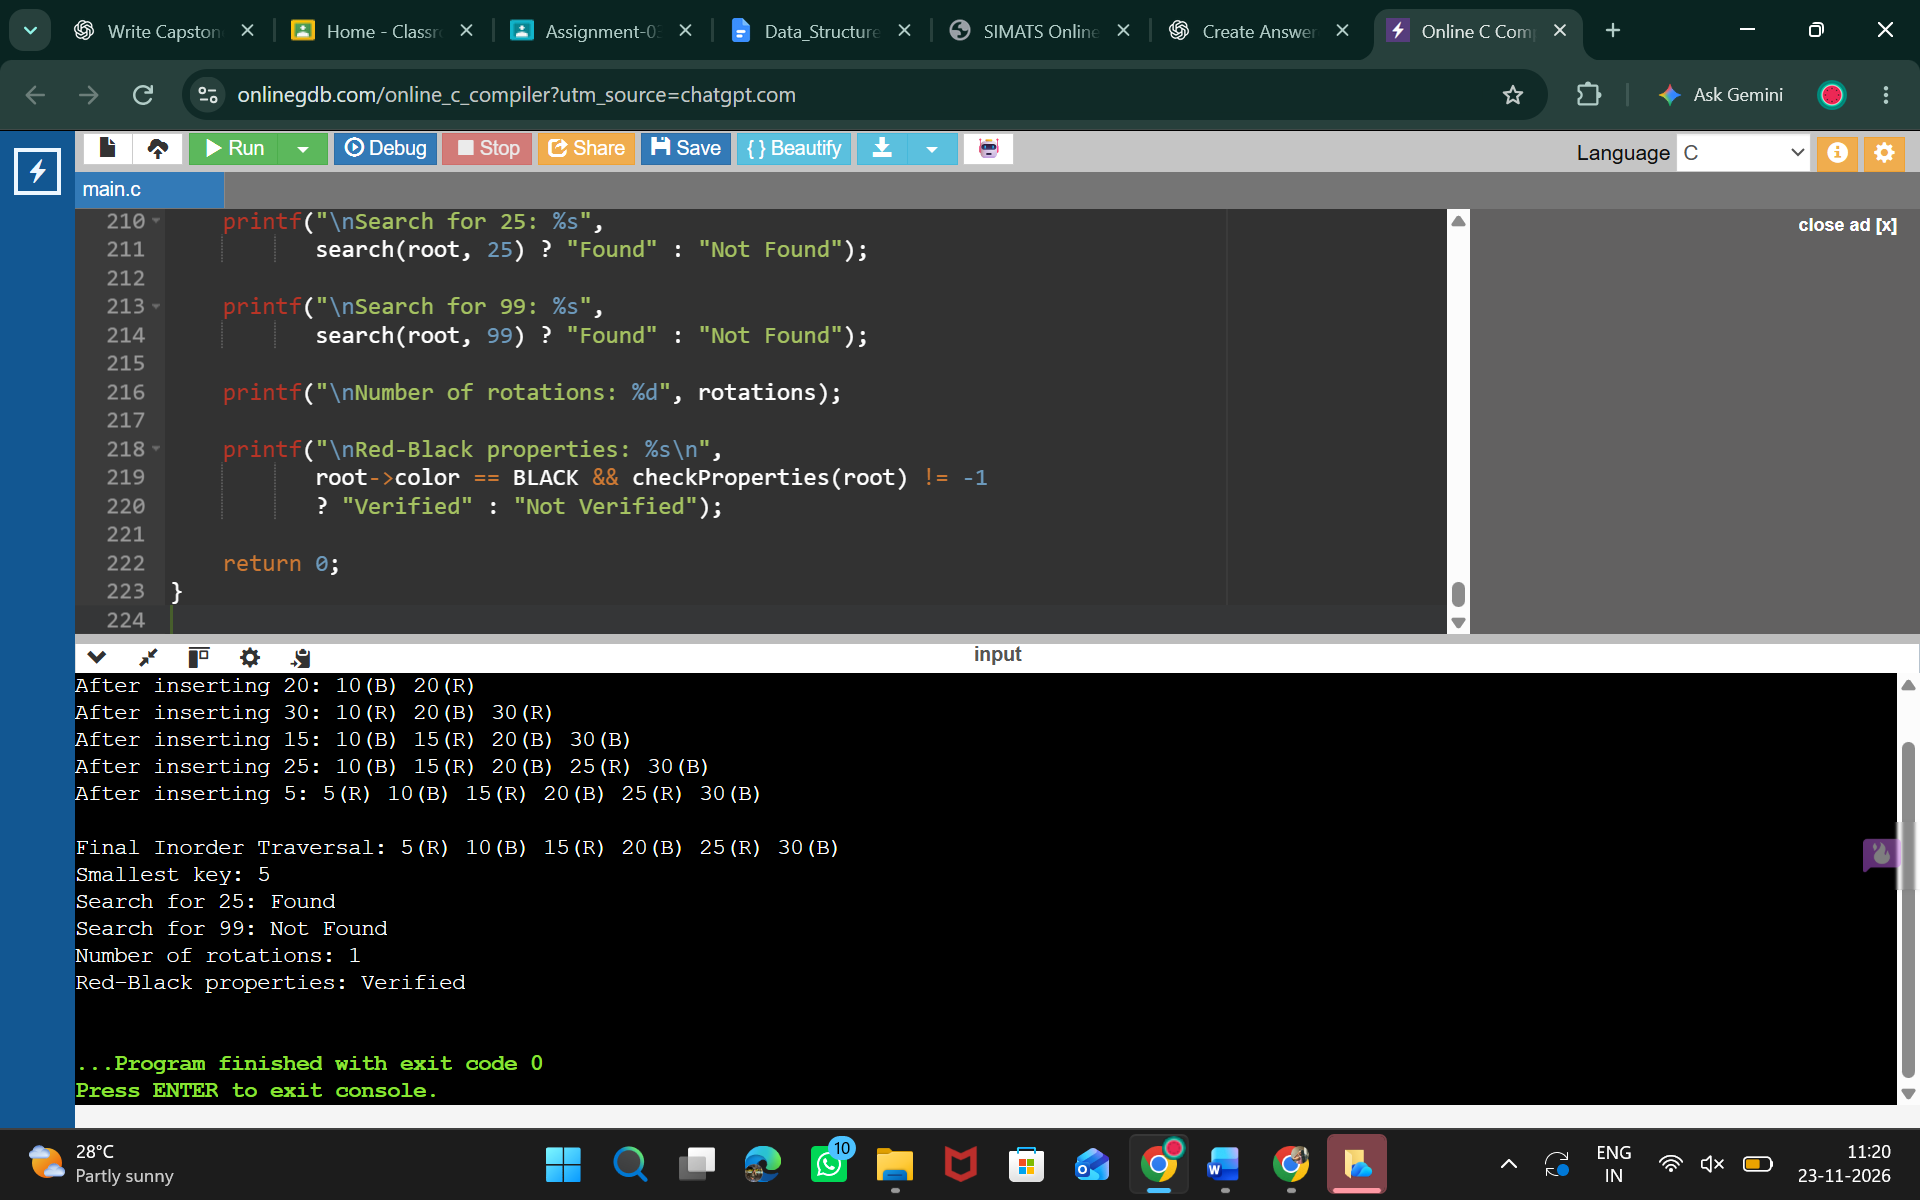 Write Capston
Home - Classr
Assignment-0
Data_Structure
SIMATS Online
Create Answer
Online C Com
onlinegdb.com/online_c_compiler?utm_source=chatgpt.com
Ask Gemini
Run
Debug
Stop
Share
Save
{ } Beautify
Language C
main.c
close ad [x]
210 printf("\nSearch for 25: %s",
211 search(root, 25) ? "Found" : "Not Found");
212
213 printf("\nSearch for 99: %s",
214 search(root, 99) ? "Found" : "Not Found");
215
216 printf("\nNumber of rotations: %d", rotations);
217
218 printf("\nRed-Black properties: %s\n",
219 root->color == BLACK && checkProperties(root) != -1
220 ? "Verified" : "Not Verified");
221
222 return 0;
223 }
224
input
After inserting 20: 10(B) 20(R)
After inserting 30: 10(R) 20(B) 30(R)
After inserting 15: 10(B) 15(R) 20(B) 30(B)
After inserting 25: 10(B) 15(R) 20(B) 25(R) 30(B)
After inserting 5: 5(R) 10(B) 15(R) 20(B) 25(R) 30(B)
Final Inorder Traversal: 5(R) 10(B) 15(R) 20(B) 25(R) 30(B)
Smallest key: 5
Search for 25: Found
Search for 99: Not Found
Number of rotations: 1
Red-Black properties: Verified
...Program finished with exit code 0
Press ENTER to exit console.
28°C
Partly sunny
10
ENG
IN
11:20
23-11-2026